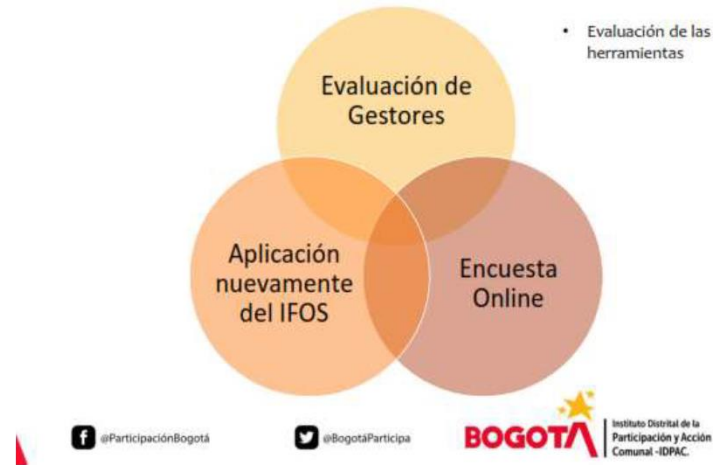 • Evaluación de las
herramientas
Evaluación de
Gestores
Aplicación
nuevamente
del IFOS
Encuesta
Online
@ParticipaciónBogotá
@BogotáParticipa
BOGOTÁ
Instituto Distrital de la
Participación y Acción
Comunal -IDPAC.